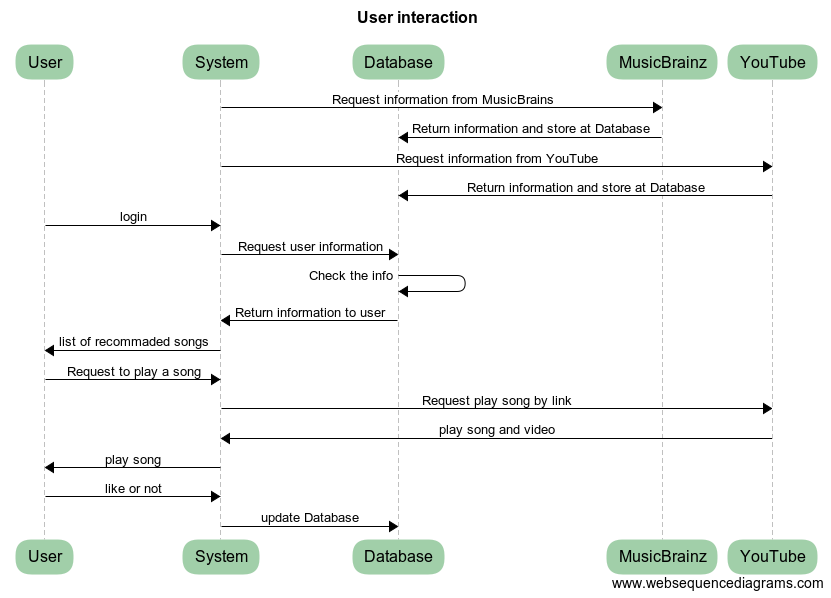 User interaction
User System Database MusicBrainz YouTube
Request information from MusicBrains
Return information and store at Database
Request information from YouTube
Return information and store at Database
login
Request user information
Check the info
Return information to user
list of recommaded songs
Request to play a song
Request play song by link
play song and video
play song
like or not
update Database
User System Database MusicBrainz YouTube
www.websequencediagrams.com